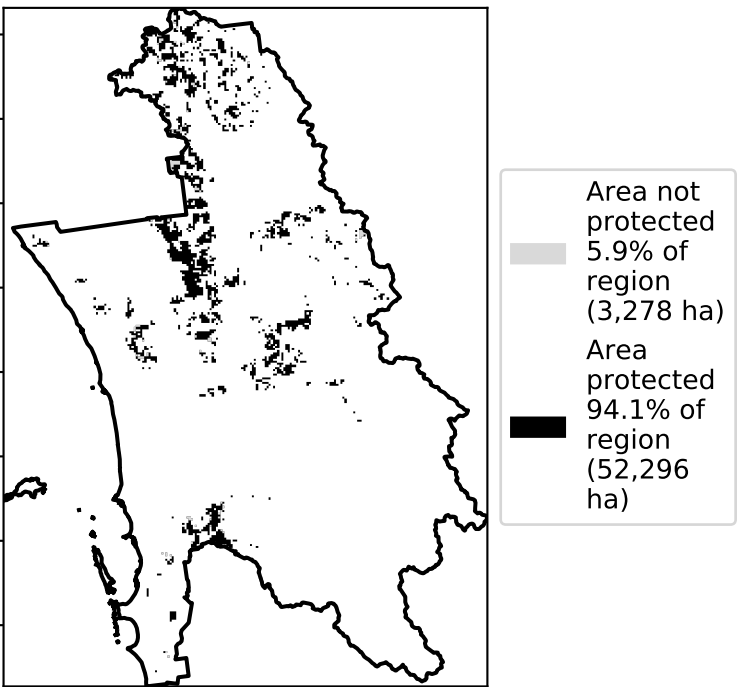 Area not
protected
5.9% of
region
(3,278 ha)
Area
protected
94.1% of
region
(52,296
ha)